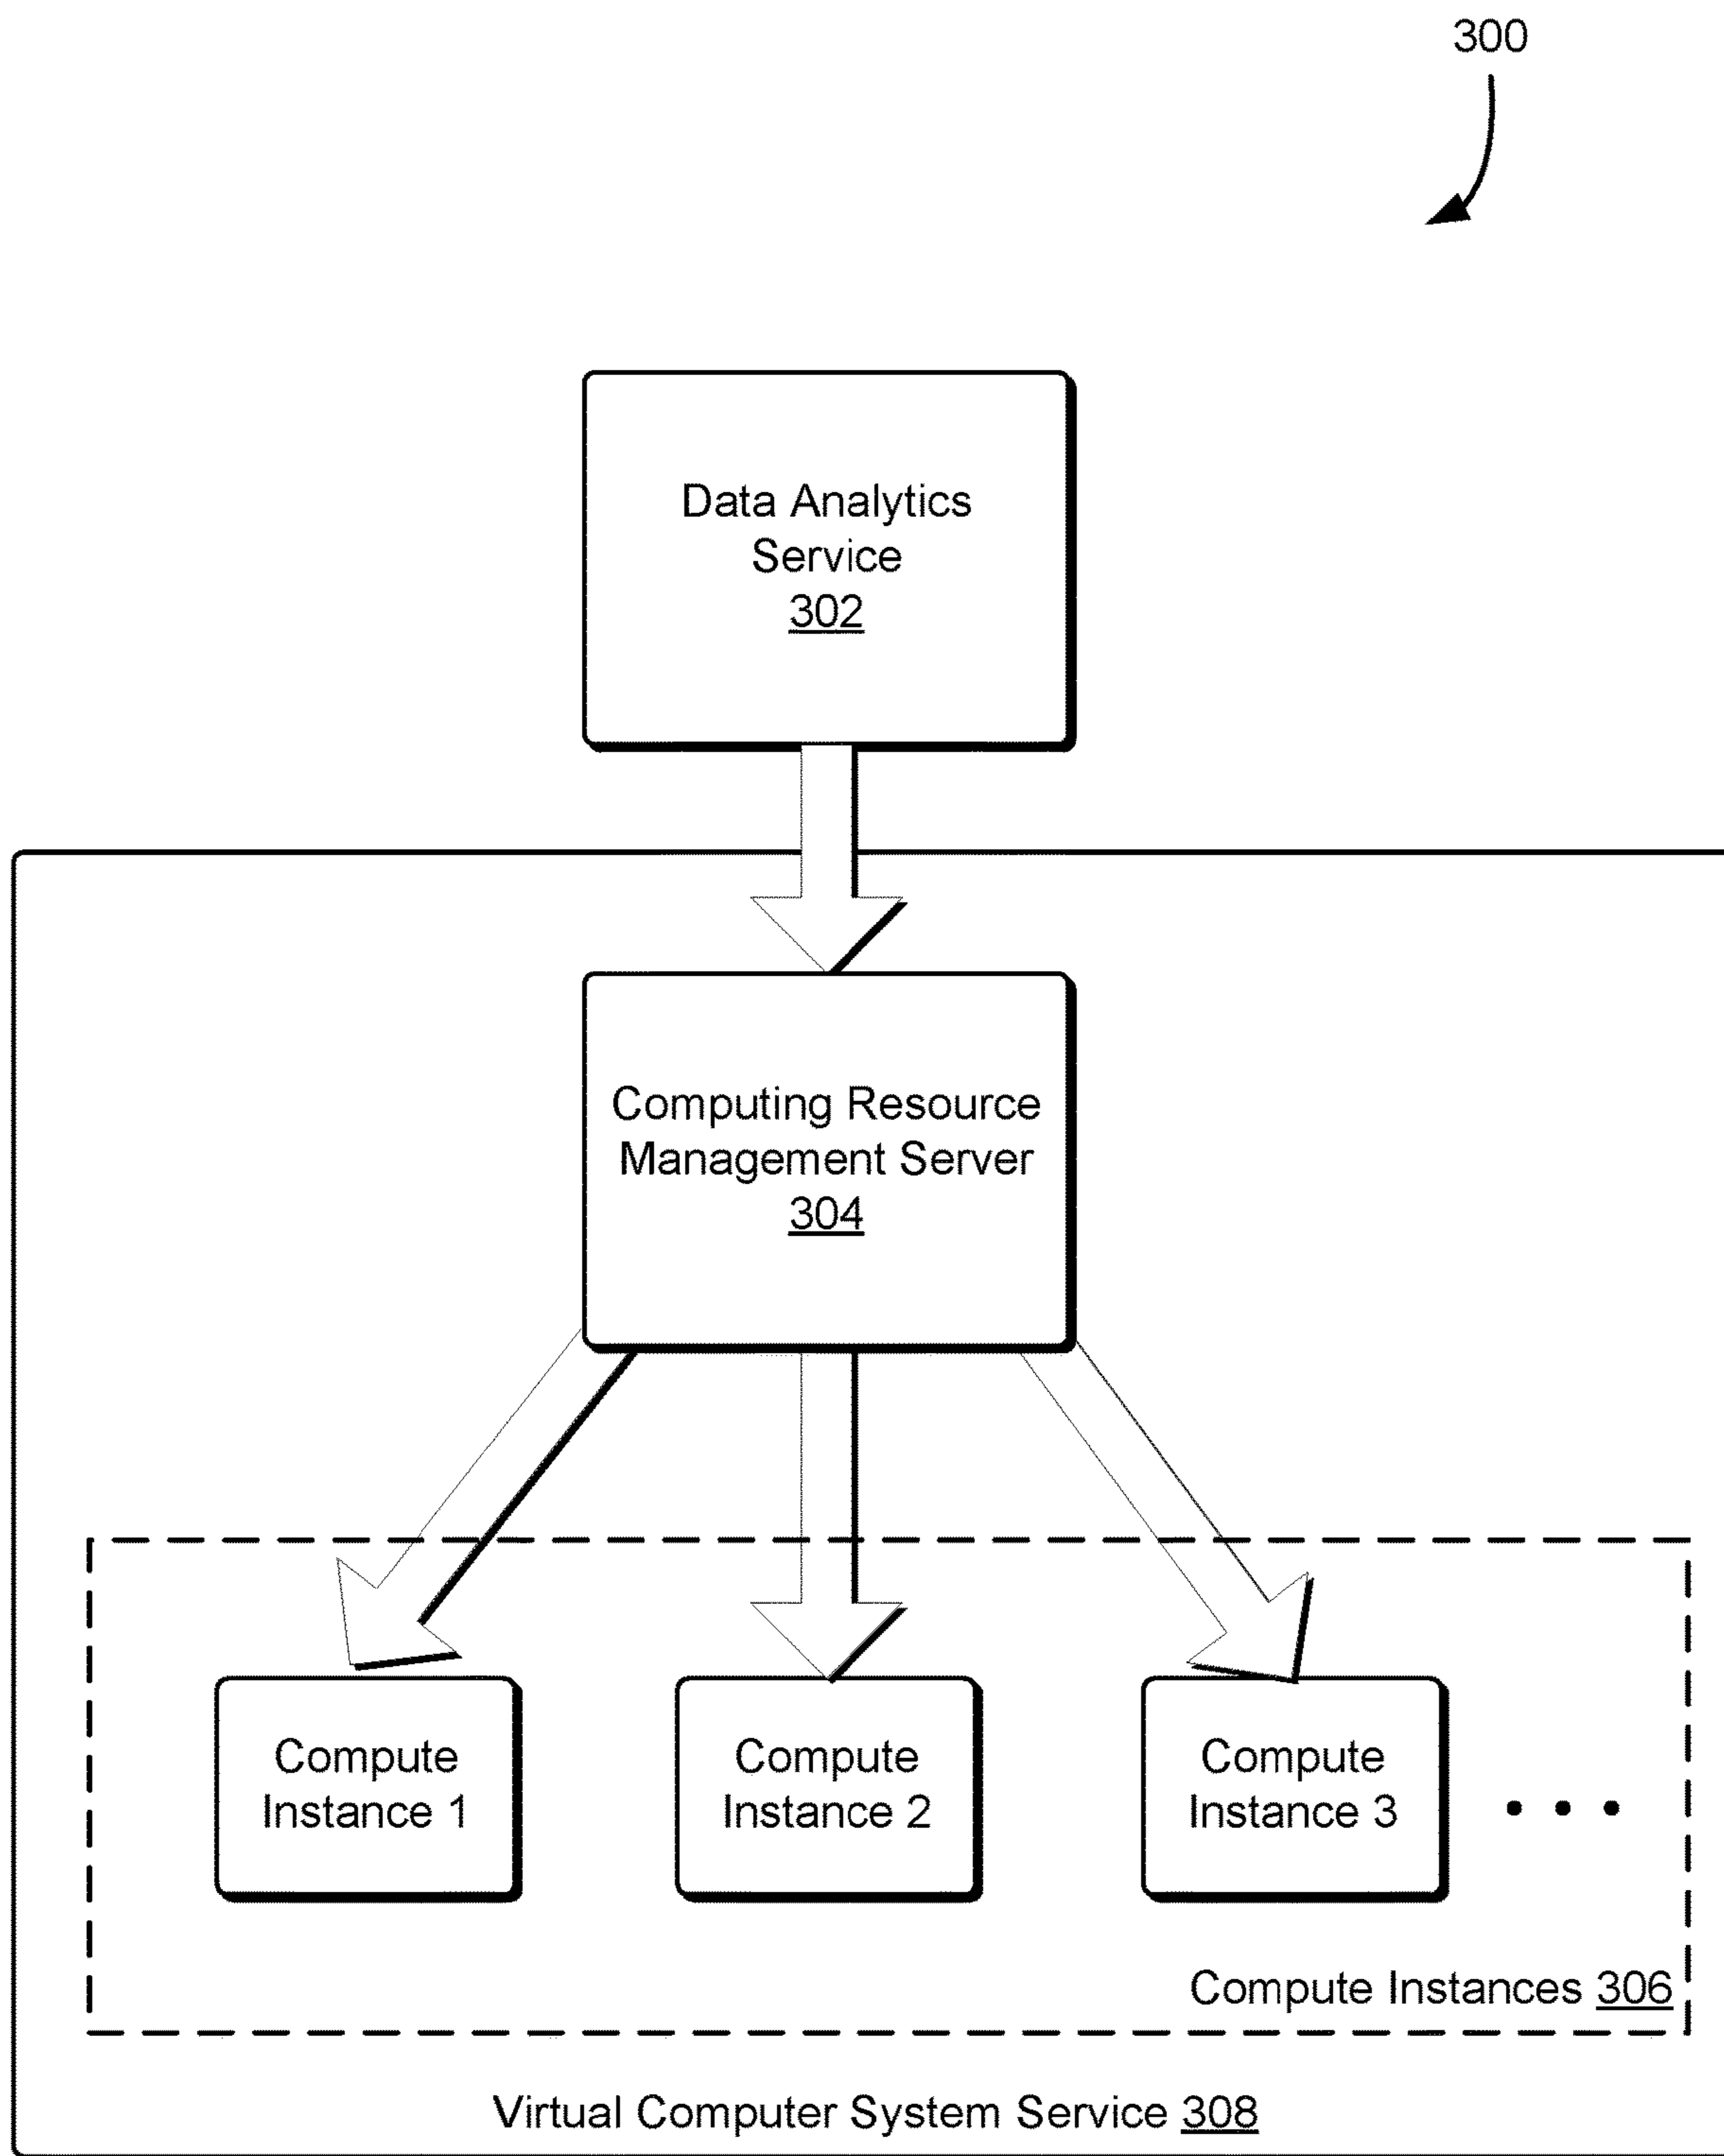 300
Data Analytics
Service
302
Computing Resource
Management Server
304
Compute
Instance 1
Compute
Instance 2
Compute
Instance 3
Compute Instances 306
Virtual Computer System Service 308